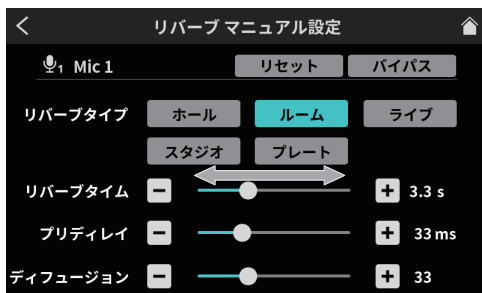 リバーブ マニュアル設定
1 Mic 1 リセット バイパス
リバーブタイプ ホール ルーム ライブ
スタジオ プレート
リバーブタイム 3.3 s
プリディレイ 33 ms
ディフュージョン 33